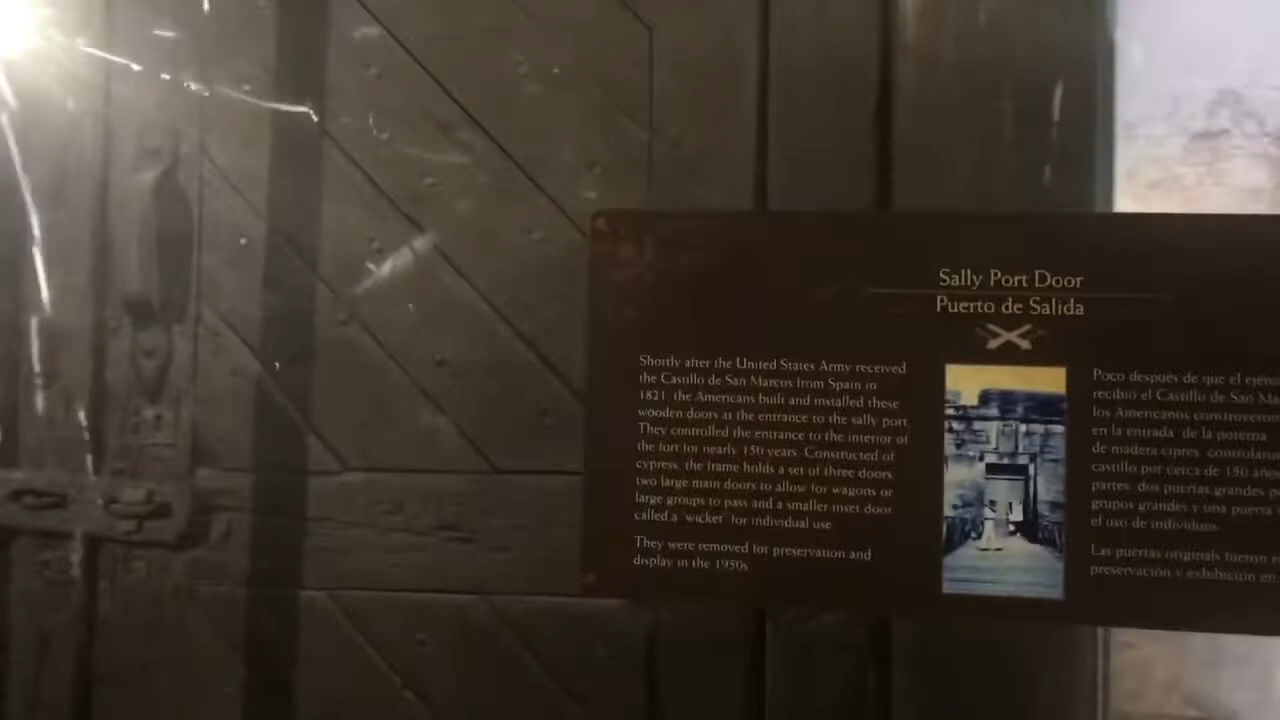 Sally Port Door
Puerto de Salida
Shortly after the United States Army received
the Castillo de San Marcos from Spain in
1821, the Americans built and installed these
wooden doors at the entrance to the sally port.
They controlled the entrance to the interior of
the fort for nearly 150 years. Constructed of
cypress, the frame holds a set of three doors,
two large main doors to allow for wagons or
large groups to pass and a smaller inset door
called a "wicket" for individual use
They were removed for preservation and
display in the 1950s
Poco después de que el
recibió el Castillo de San
los Americanos
en la entrada de la poterna
de madera cipres, 
castillo por cerca de 150
partes, dos puertas grandes
grupos grandes y una puerta
el uso de individuos.
Las puertas originals fueron
preservación y exhibición en